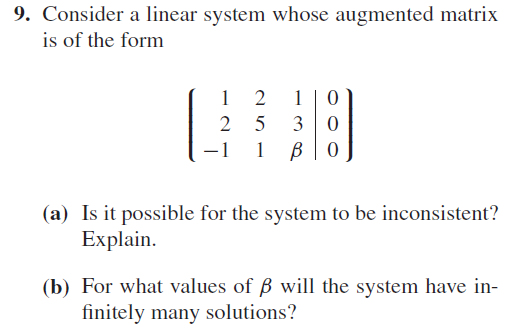 9. Consider a linear system whose augmented matrix
is of the form
1 2 1 | 0
2 5 3 | 0
−1 1 β | 0
(a) Is it possible for the system to be inconsistent?
Explain.
(b) For what values of β will the system have in-
finitely many solutions?